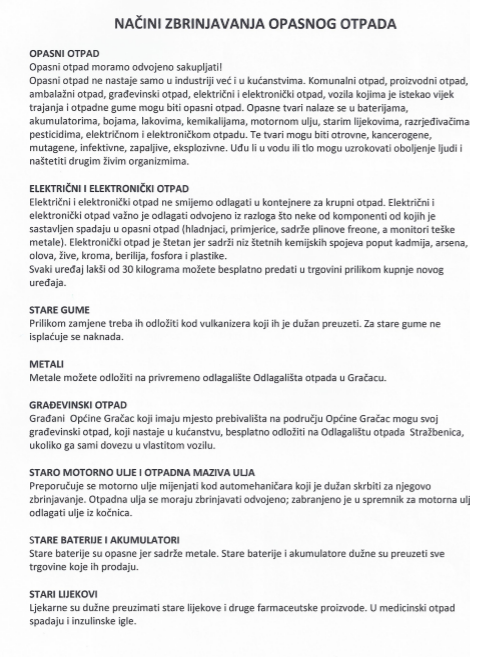 NAČINI ZBRINJAVANJA OPASNOG OTPADA
OPASNI OTPAD
Opasni otpad moramo odvojeno sakupljati!
Opasni otpad ne nastaje samo u industriji već i u kućanstvima. Komunalni otpad, proizvodni otpad,
ambalažni otpad, građevinski otpad, električni i elektronički otpad, vozila kojima je istekao vijek
trajanja i otpadne gume mogu biti opasni otpad. Opasne tvari nalaze se u baterijama,
akumulatorima, bojama, lakovima, kemikalijama, motornom ulju, starim lijekovima, razrjeđivačima
pesticidima, električnom i elektroničkom otpadu. Te tvari mogu biti otrovne, kancerogene,
mutagene, infektivne, zapaljive, eksplozivne. Uđu li u vodu ili tlo mogu uzrokovati oboljenje ljudi i
naštetiti drugim živim organizmima.
ELEKTRIČNI I ELEKTRONIČKI OTPAD
Električni i elektronički otpad ne smijemo odlagati u kontejnere za krupni otpad. Električni i
elektronički otpad važno je odlagati odvojeno iz razloga što neke od komponenti od kojih je
sastavljen spadaju u opasni otpad (hladnjaci, primjerice, sadrže plinove freone, a monitori teške
metale). Elektronički otpad je štetan jer sadrži niz štetnih kemijskih spojeva poput kadmija, arsena,
olova, žive, kroma, berilija, fosfora i plastike.
Svaki uređaj lakši od 30 kilograma možete besplatno predati u trgovini prilikom kupnje novog
uređaja.
STARE GUME
Prilikom zamjene treba ih odložiti kod vulkanizera koji ih je dužan preuzeti. Za stare gume ne
isplaćuje se naknada.
METALI
Metale možete odložiti na privremeno odlagalište Odlagališta otpada u Gračacu.
GRAĐEVINSKI OTPAD
Građani Općine Gračac koji imaju mjesto prebivališta na području Općine Gračac mogu svoj
građevinski otpad, koji nastaje u kućanstvu, besplatno odložiti na Odlagalištu otpada Stražbenica,
ukoliko ga sami dovezu u vlastitom vozilu.
STARO MOTORNO ULJE I OTPADNA MAZIVA ULJA
Preporučuje se motorno ulje mijenjati kod automehaničara koji je dužan skrbiti za njegovo
zbrinjavanje. Otpadna ulja se moraju zbrinjavati odvojeno; zabranjeno je u spremnik za motorna ulj
odlagati ulje iz kočnica.
STARE BATERIJE I AKUMULATORI
Stare baterije su opasne jer sadrže metale. Stare baterije i akumulatore dužne su preuzeti sve
trgovine koje ih prodaju.
STARI LIJEKOVI
Ljekarne su dužne preuzimati stare lijekove i druge farmaceutske proizvode. U medicinski otpad
spadaju i inzulinske igle.